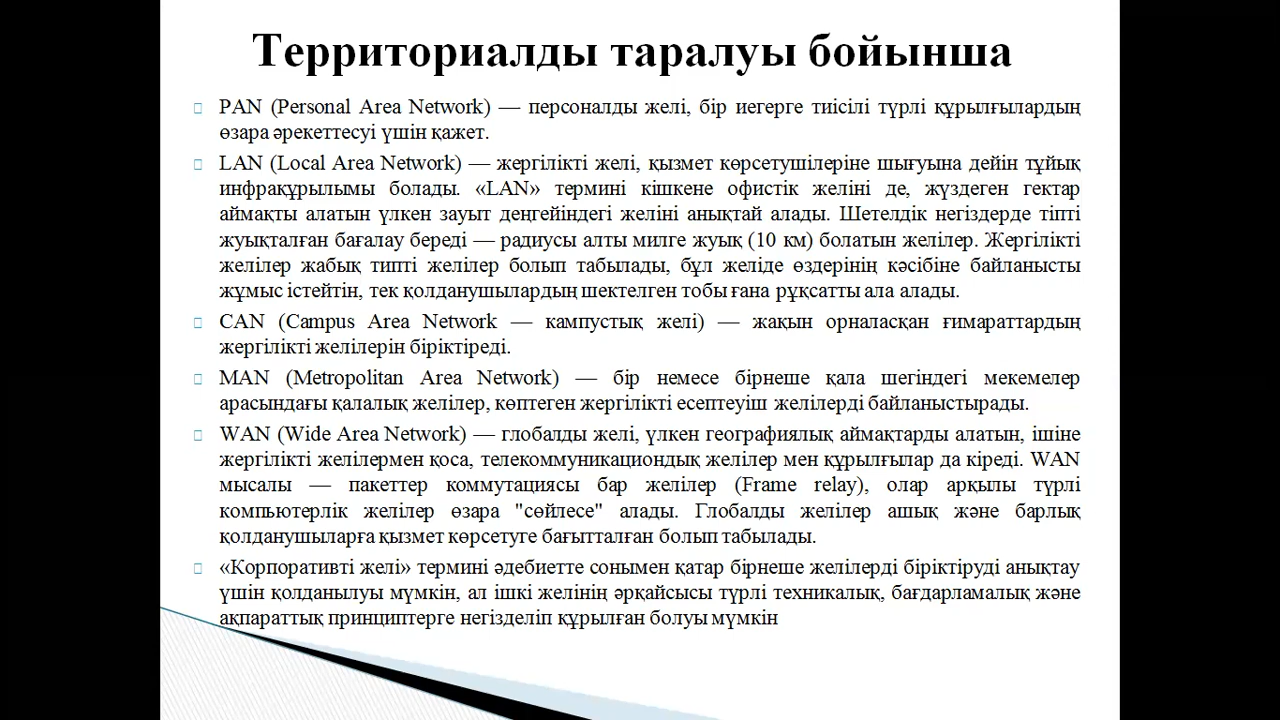 Территориалды таралуы бойынша
PAN (Personal Area Network) — персоналды желі, бір иегерге тиісілі түрлі құрылғылардың
өзара әрекеттесуі үшін қажет.
LAN (Local Area Network) — жергілікті желі, қызмет көрсетушілеріне шығуына дейін тұйық
инфрақұрылымы болады. «LAN» термині кішкене офистік желіні де, жүздеген гектар
аймақты алатын үлкен зауыт деңгейіндегі желіні анықтай алады. Шетелдік негіздерде тіпті
жуықталған бағалау береді — радиусы алты милге жуық (10 км) болатын желілер. Жергілікті
желілер жабық типті желілер болып табылады, бұл желіде өздерінің кәсібіне байланысты
жұмыс істейтін, тек қолданушылардың шектелген тобы ғана рұқсатты ала алады.
CAN (Campus Area Network — кампустық желі) — жақын орналасқан ғимараттардың
жергілікті желілерін біріктіреді.
MAN (Metropolitan Area Network) — бір немесе бірнеше қала шегіндегі мекемелер
арасындағы қалалық желілер, көптеген жергілікті есептеуіш желілерді байланыстырады.
WAN (Wide Area Network) — глобалды желі, үлкен географиялық аймақтарды алатын, ішіне
жергілікті желілермен қоса, телекоммуникациондық желілер мен құрылғылар да кіреді. WAN
мысалы — пакеттер коммутациясы бар желілер (Frame relay), олар арқылы түрлі
компьютерлік желілер өзара "сөйлесе" алады. Глобалды желілер ашық және барлық
қолданушыларға қызмет көрсетуге бағытталған болып табылады.
«Корпоративті желі» термині әдебиетте сонымен қатар бірнеше желілерді біріктіруді анықтау
үшін қолданылуы мүмкін, ал ішкі желінің әрқайсысы түрлі техникалық, бағдарламалық және
ақпараттық принциптерге негізделіп құрылған болуы мүмкін